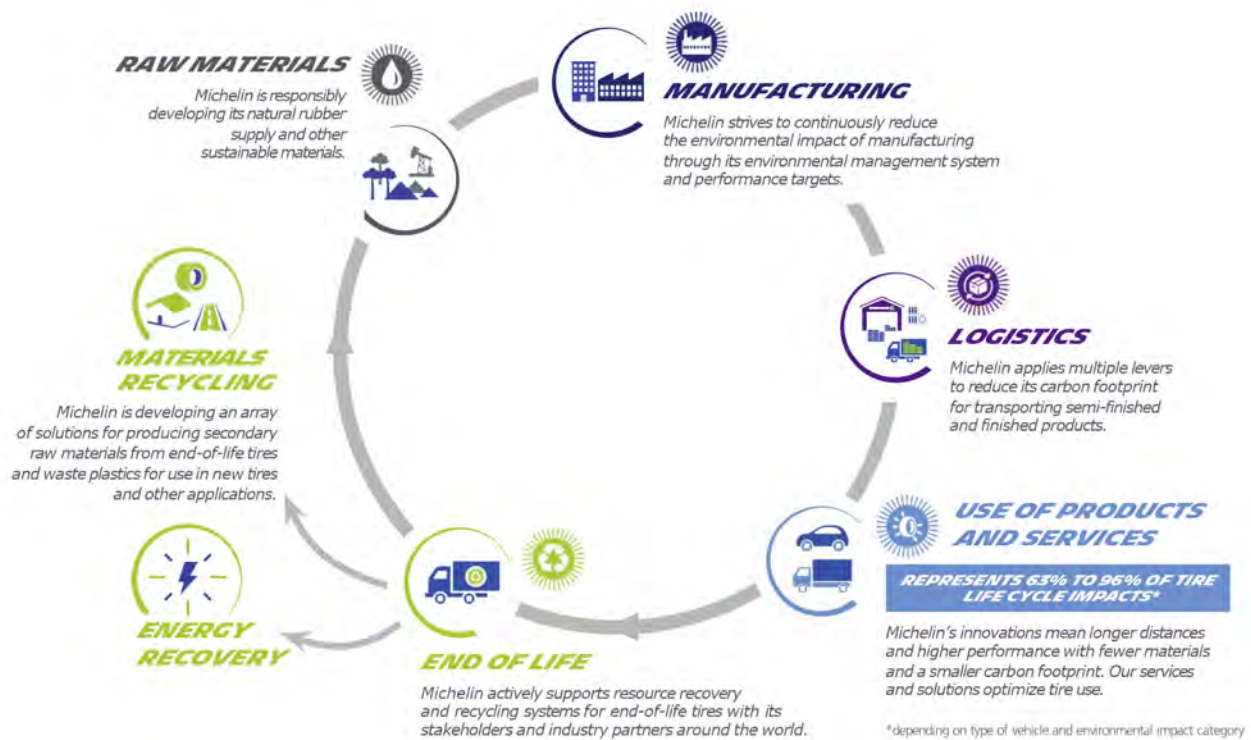 RAW MATERIALS
Michelin is responsibly
developing its natural rubber
supply and other
sustainable materials.
MANUFACTURING
Michelin strives to continuously reduce
the environmental impact of manufacturing
through its environmental management system
and performance targets.
LOGISTICS
Michelin applies multiple levers
to reduce its carbon footprint
for transporting semi-finished
and finished products.
USE OF PRODUCTS
AND SERVICES
REPRESENTS 63% TO 96% OF TIRE
LIFE CYCLE IMPACTS*
Michelin's innovations mean longer distances
and higher performance with fewer materials
and a smaller carbon footprint. Our services
and solutions optimize tire use.
*depending on type of vehicle and environmental impact category
END OF LIFE
Michelin actively supports resource recovery
and recycling systems for end-of-life tires with its
stakeholders and industry partners around the world.
MATERIALS
RECYCLING
Michelin is developing an array
of solutions for producing secondary
raw materials from end-of-life tires
and waste plastics for use in new tires
and other applications.
ENERGY
RECOVERY